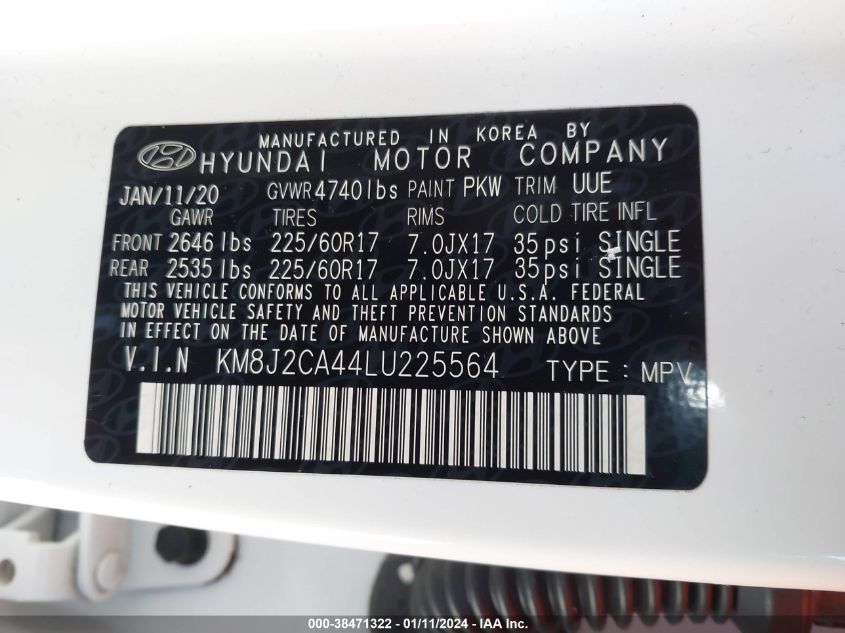 MANUFACTURED IN KOREA BY
HYUNDAI MOTOR COMPANY
JAN/11/20 GVWR 4740lbs PAINT PKW TRIM UUE
GAWR TIRES RIMS COLD TIRE INFL
FRONT 2646 lbs 225/60R17 7.0JX17 35psi SINGLE
REAR 2535 lbs 225/60R17 7.0JX17 35psi SINGLE
THIS VEHICLE CONFORMS TO ALL APPLICABLE U.S.A. FEDERAL
MOTOR VEHICLE SAFETY AND THEFT PREVENTION STANDARDS
IN EFFECT ON THE DATE OF MANUFACTURE SHOWN ABOVE
V.I.N KM8J2CA44LU225564 TYPE : MPV
000-38471322 - 01/11/2024 - IAA Inc.